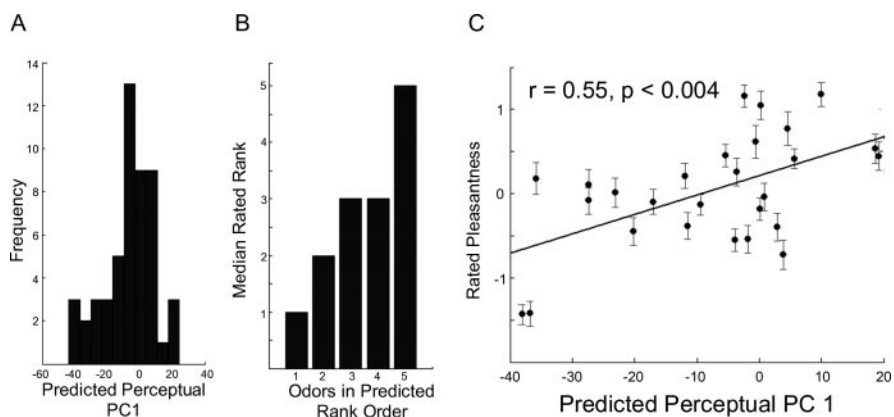 A
Frequency
14
12
10
8
6
4
2
-60 -40 -20 0 20 40
Predicted Perceptual
PC1
B
Median Rated Rank
5
4
3
2
1
1 2 3 4 5
Odors in Predicted
Rank Order
C
r = 0.55, p < 0.004
Rated Pleasantness
1
0
-1
-40 -30 -20 -10 0 10 20
Predicted Perceptual PC 1